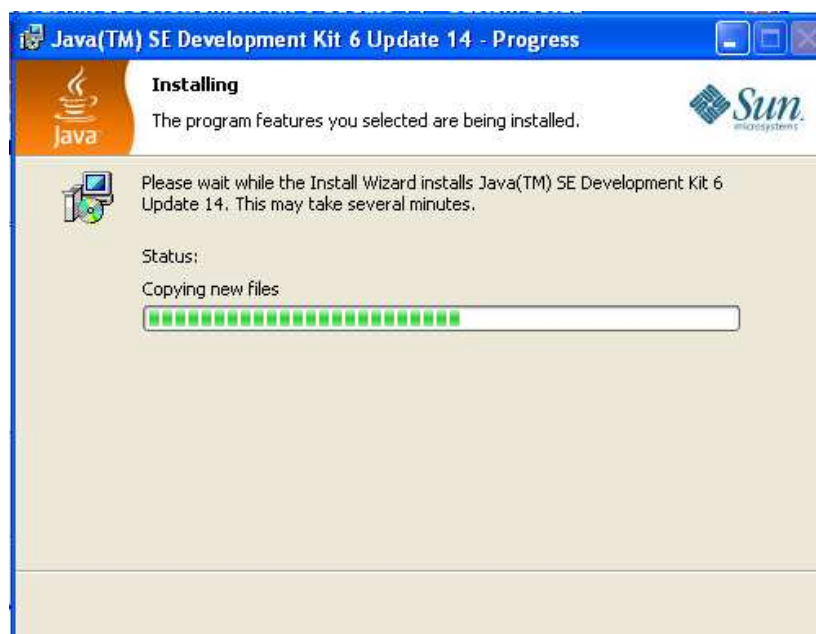 Java(TM) SE Development Kit 6 Update 14 - Progress
Java
Installing
The program features you selected are being installed.
Sun
microsystems
Please wait while the Install Wizard installs Java(TM) SE Development Kit 6
Update 14. This may take several minutes.
Status:
Copying new files